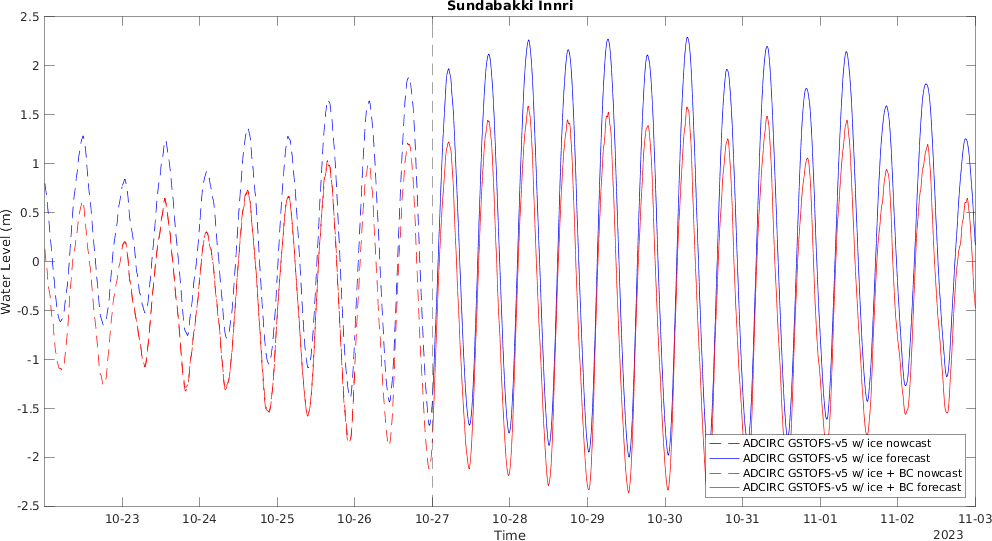 Sundabakki Innri
Water Level (m)
2.5
2
1.5
1
0.5
0
-0.5
-1
-1.5
-2
-2.5
ADCIRC GSTOFS-v5 w/ ice nowcast
ADCIRC GSTOFS-v5 w/ ice forecast
ADCIRC GSTOFS-v5 w/ ice + BC nowcast
ADCIRC GSTOFS-v5 w/ ice + BC forecast
10-23 10-24 10-25 10-26 10-27 10-28 10-29 10-30 10-31 11-01 11-02 11-03
Time
2023